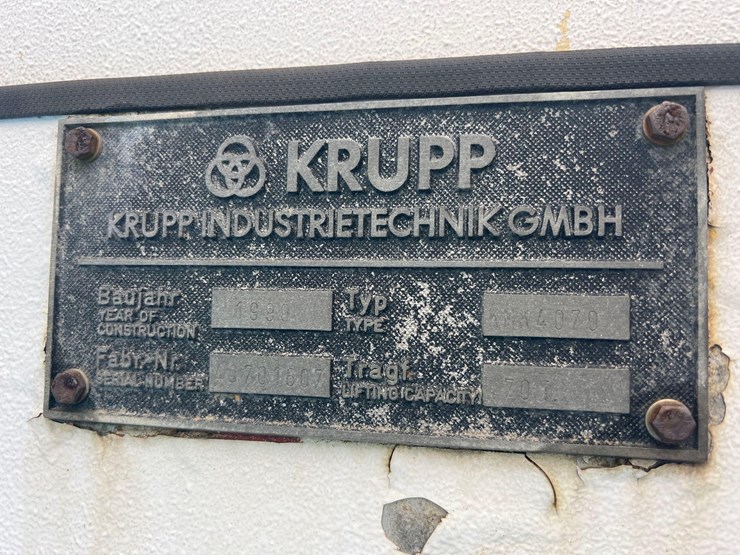 KRUPP
KRUPP INDUSTRIETECHNIK GMBH
Baujahr
YEAR OF
CONSTRUCTION
Typ
TYPE
Fabr.-Nr.
SERIAL NUMBER
Tragf.
LIFTING CAPACITY